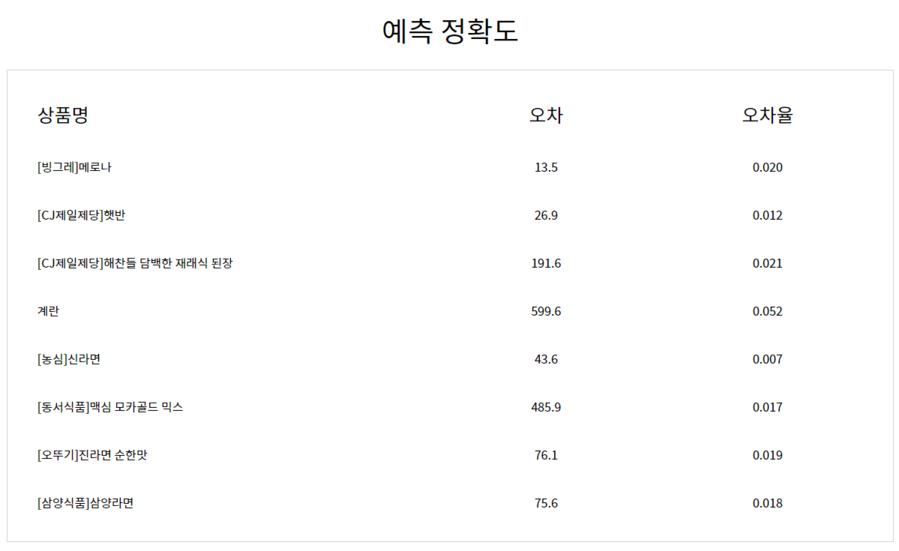 예측 정확도
상품명 오차 오차율
[빙그레]메로나 13.5 0.020
[CJ제일제당]햇반 26.9 0.012
[CJ제일제당]해찬들 담백한 재래식 된장 191.6 0.021
계란 599.6 0.052
[농심]신라면 43.6 0.007
[동서식품]맥심 모카골드 믹스 485.9 0.017
[오뚜기]진라면 순한맛 76.1 0.019
[삼양식품]삼양라면 75.6 0.018